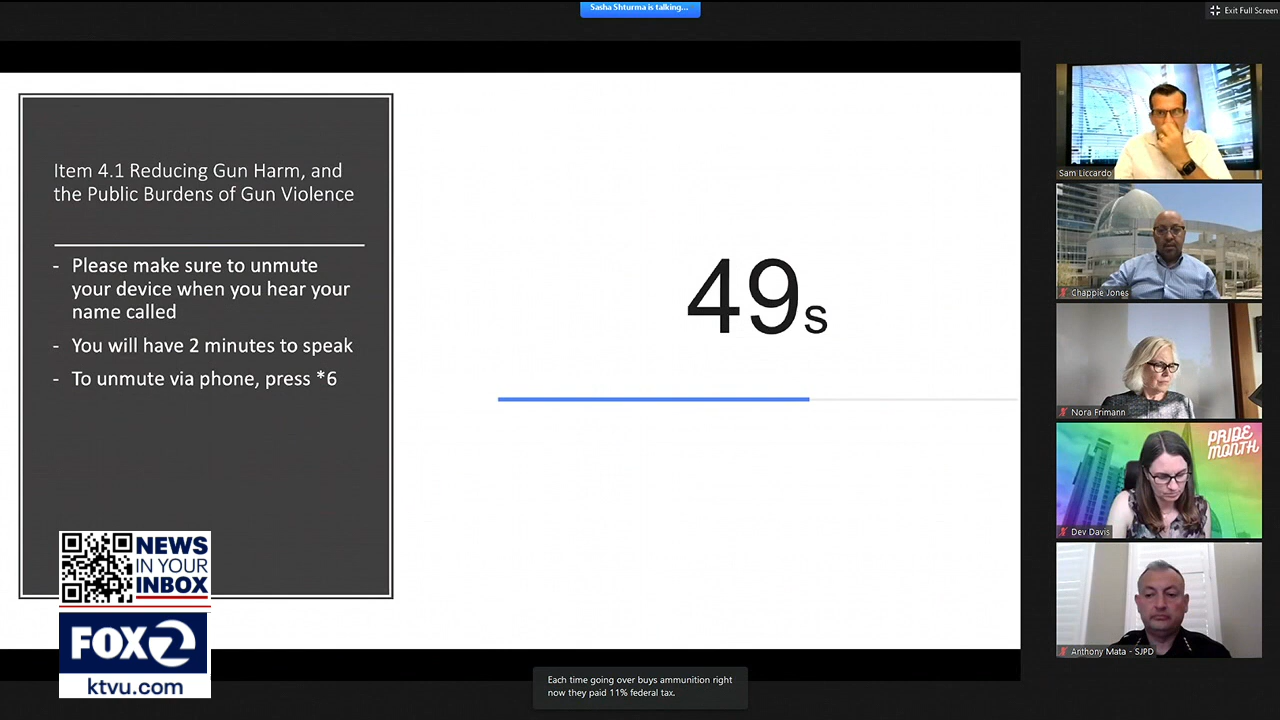 Sasha Shturma is talking...
Exit Full Screen
Item 4.1 Reducing Gun Harm, and
the Public Burdens of Gun Violence
- Please make sure to unmute
your device when you hear your
name called
- You will have 2 minutes to speak
- To unmute via phone, press *6
49s
Sam Liccardo
Chappie Jones
Nora Frimann
PRIDE
MONTH
Dev Davis
Anthony Mata - SJPD
NEWS
IN YOUR
INBOX
FOX 2
ktvu.com
Each time going over buys ammunition right
now they paid 11% federal tax.